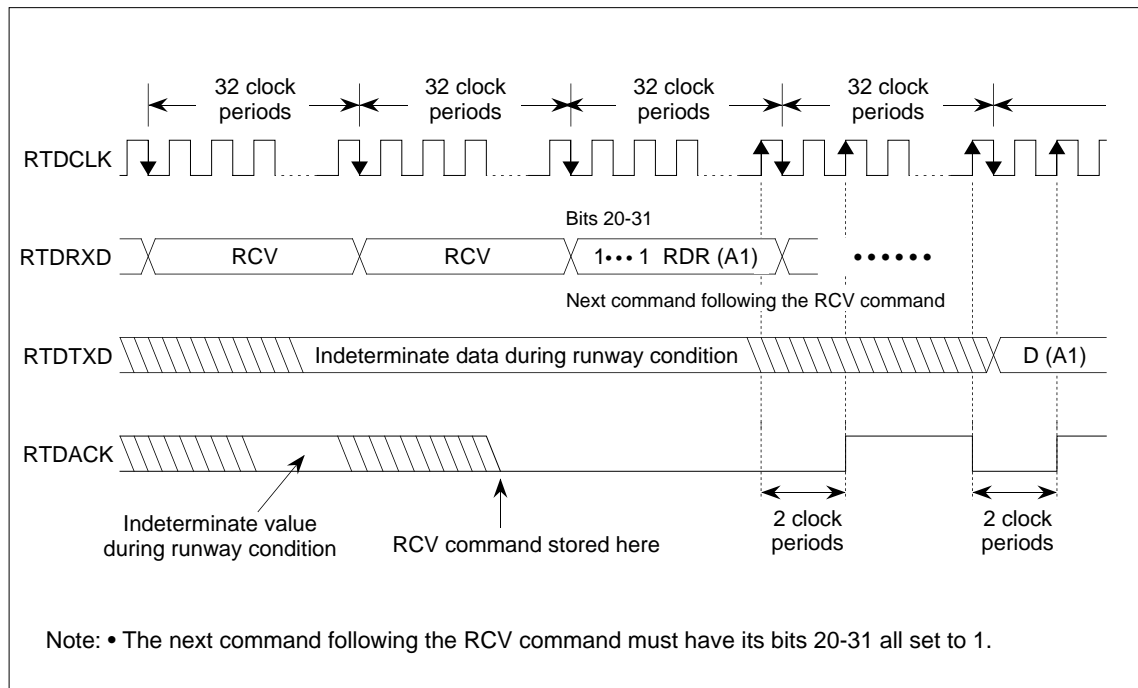 32 clock periods
32 clock periods
32 clock periods
32 clock periods
RTDCLK
Bits 20-31
RTDRXD
RCV
RCV
1••• 1 RDR (A1)
••••••
Next command following the RCV command
RTDTXD
Indeterminate data during runway condition
D (A1)
RTDACK
Indeterminate value
during runway condition
RCV command stored here
2 clock
periods
2 clock
periods
Note: • The next command following the RCV command must have its bits 20-31 all set to 1.